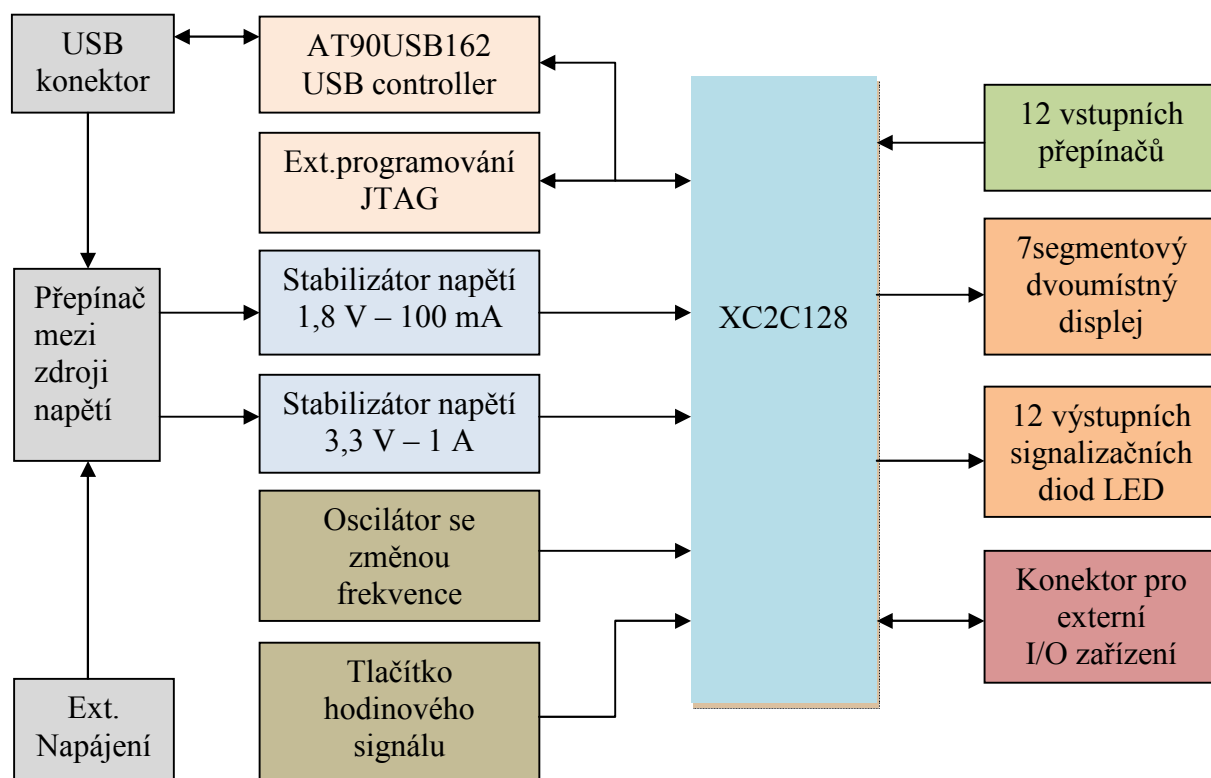 USB
konektor
AT90USB162
USB controller
Ext.programování
JTAG
Přepínač
mezi
zdroji
napětí
Stabilizátor napětí
1,8 V – 100 mA
Stabilizátor napětí
3,3 V – 1 A
Oscilátor se
změnou
frekvence
Tlačítko
hodinového
signálu
Ext.
Napájení
XC2C128
12 vstupních
přepínačů
7segmentový
dvoumístný
displej
12 výstupních
signalizačních
diod LED
Konektor pro
externí
I/O zařízení